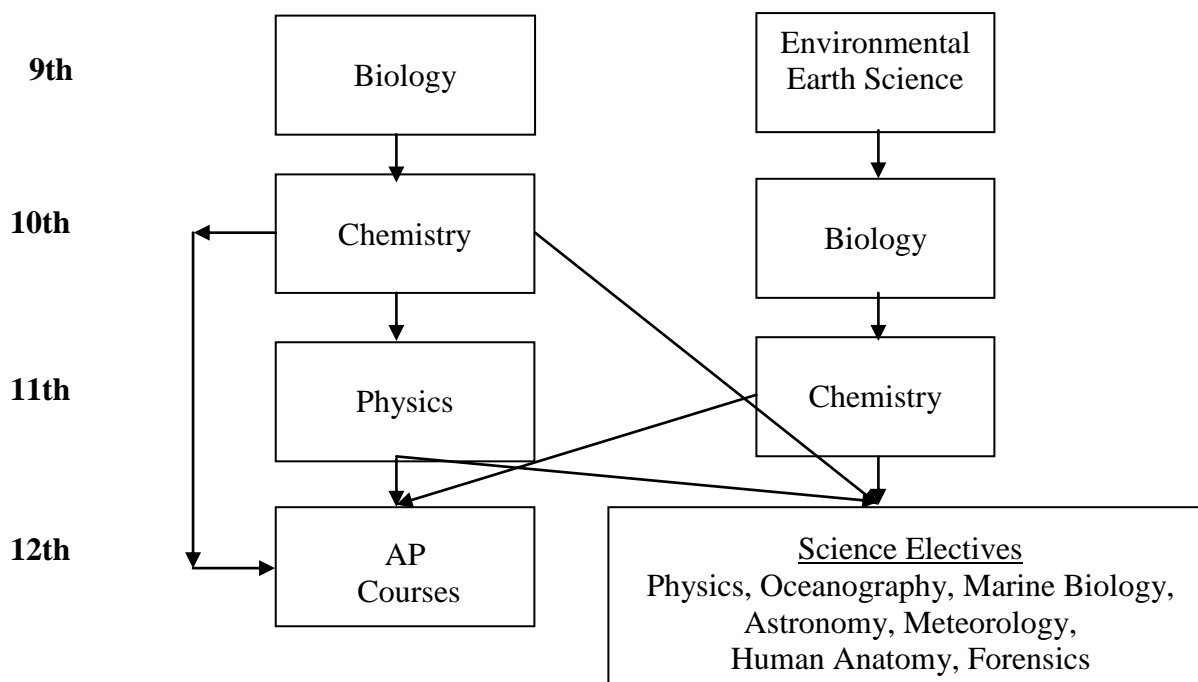 9th
Biology
Environmental
Earth Science
10th
Chemistry
Biology
11th
Physics
Chemistry
12th
AP
Courses
Science Electives
Physics, Oceanography, Marine Biology,
Astronomy, Meteorology,
Human Anatomy, Forensics